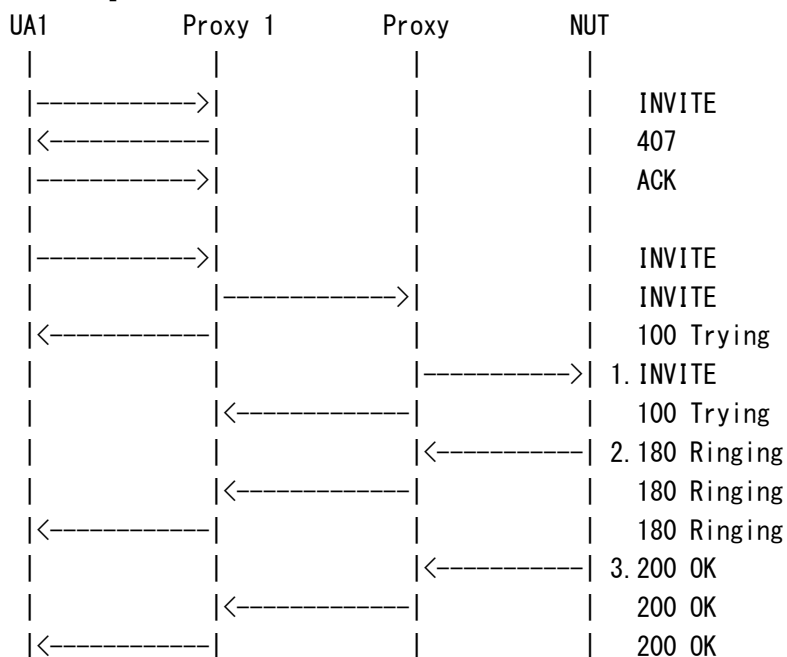 UA1 Proxy 1 Proxy NUT
| | | |
|------------>| | | INVITE
|<------------| | | 407
|------------>| | | ACK
| | | |
|------------>| | | INVITE
| |------------->| | INVITE
|<------------| | | 100 Trying
| | |----------->| 1.INVITE
| |<-------------| | 100 Trying
| | |<-----------| 2.180 Ringing
| |<-------------| | 180 Ringing
|<------------| | | 180 Ringing
| | |<-----------| 3.200 OK
| |<-------------| | 200 OK
|<------------| | | 200 OK